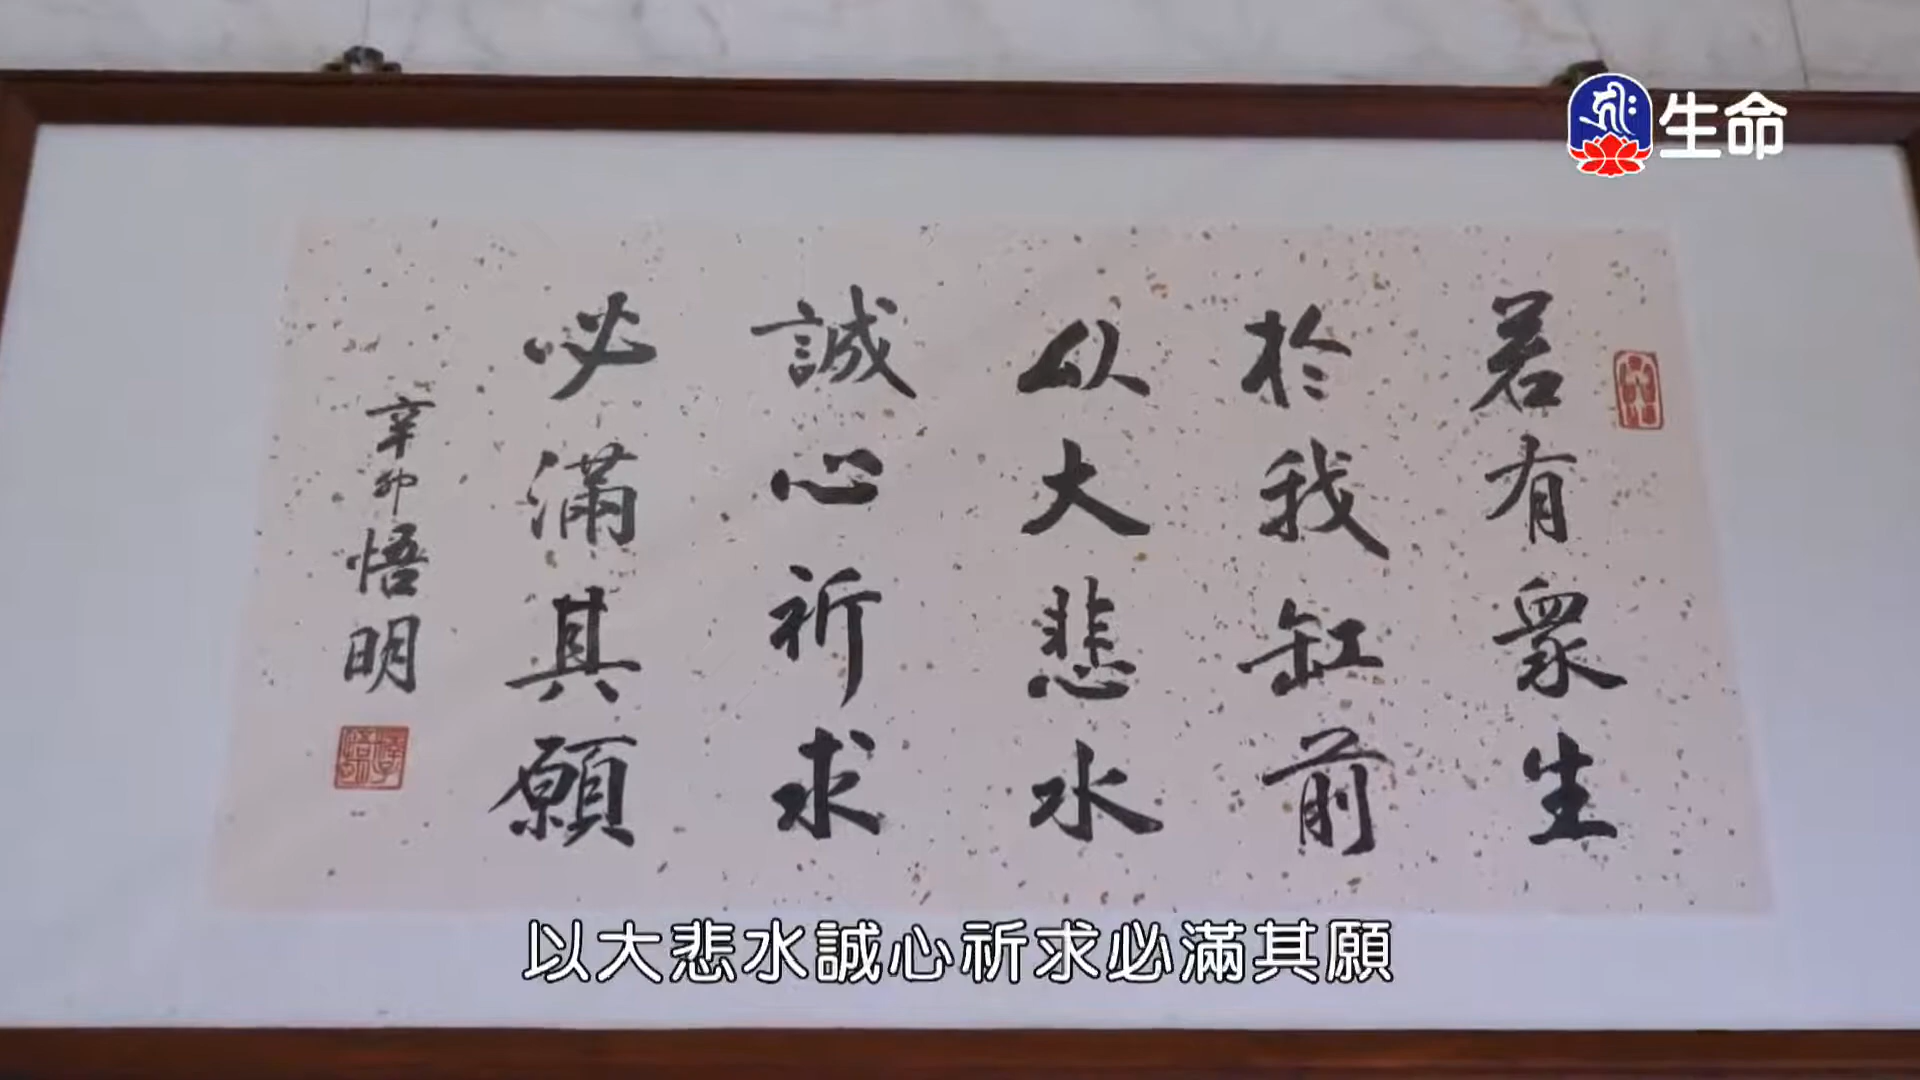 生命
若有眾生
於我缸前
以大悲水
誠心祈求
必滿其願
辛卯悟明
以大悲水誠心祈求必滿其願